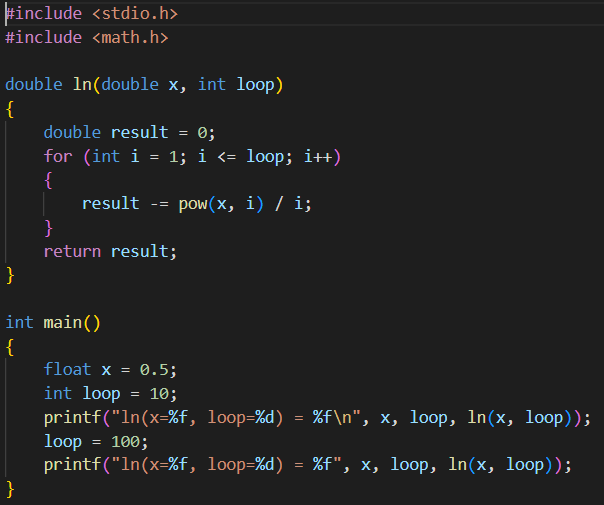 #include <stdio.h>
#include <math.h>
double ln(double x, int loop)
{
    double result = 0;
    for (int i = 1; i <= loop; i++)
    {
        result -= pow(x, i) / i;
    }
    return result;
}
int main()
{
    float x = 0.5;
    int loop = 10;
    printf("ln(x=%f, loop=%d) = %f\n", x, loop, ln(x, loop));
    loop = 100;
    printf("ln(x=%f, loop=%d) = %f", x, loop, ln(x, loop));
}